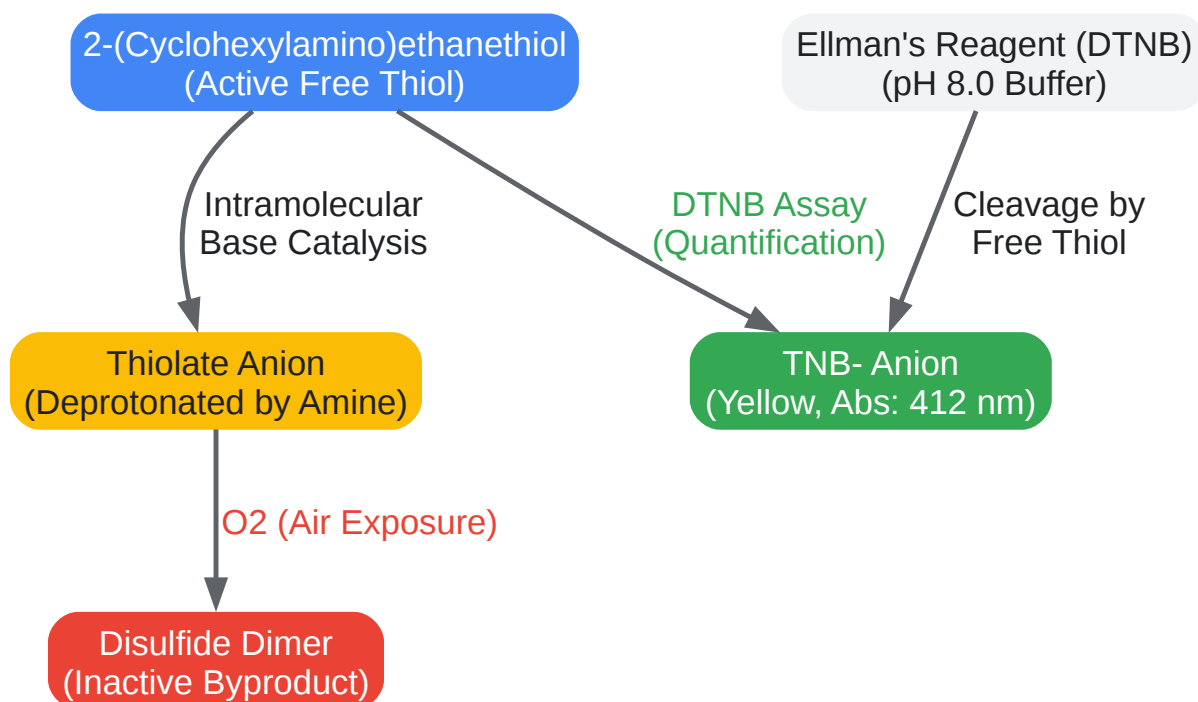 2-(Cyclohexylamino)ethanethiol
(Active Free Thiol)
Ellman's Reagent (DTNB)
(pH 8.0 Buffer)
Intramolecular
Base Catalysis
DTNB Assay
(Quantification)
Cleavage by
Free Thiol
Thiolate Anion
(Deprotonated by Amine)
TNB- Anion
(Yellow, Abs: 412 nm)
O2 (Air Exposure)
Disulfide Dimer
(Inactive Byproduct)